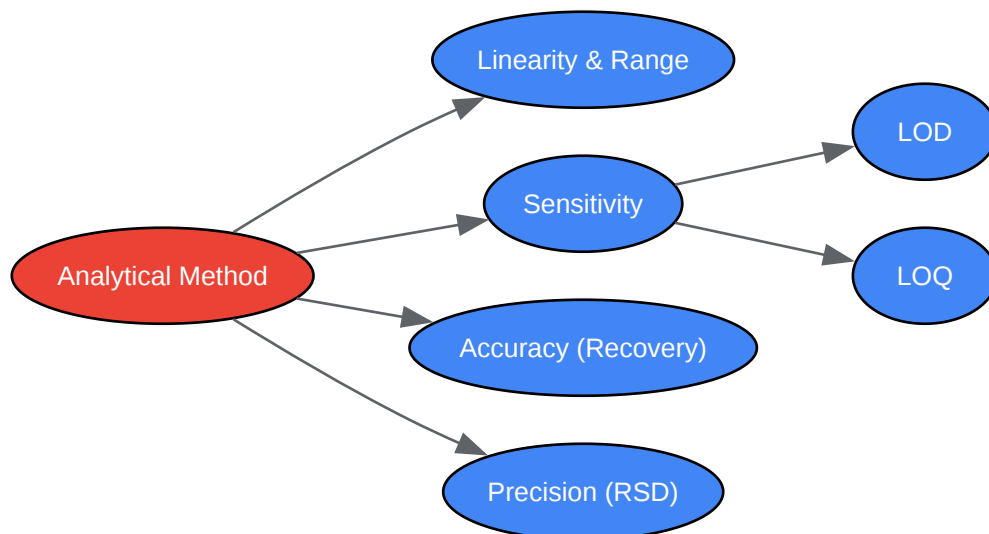 Linearity & Range
LOD
Sensitivity
Analytical Method
LOQ
Accuracy (Recovery)
Precision (RSD)